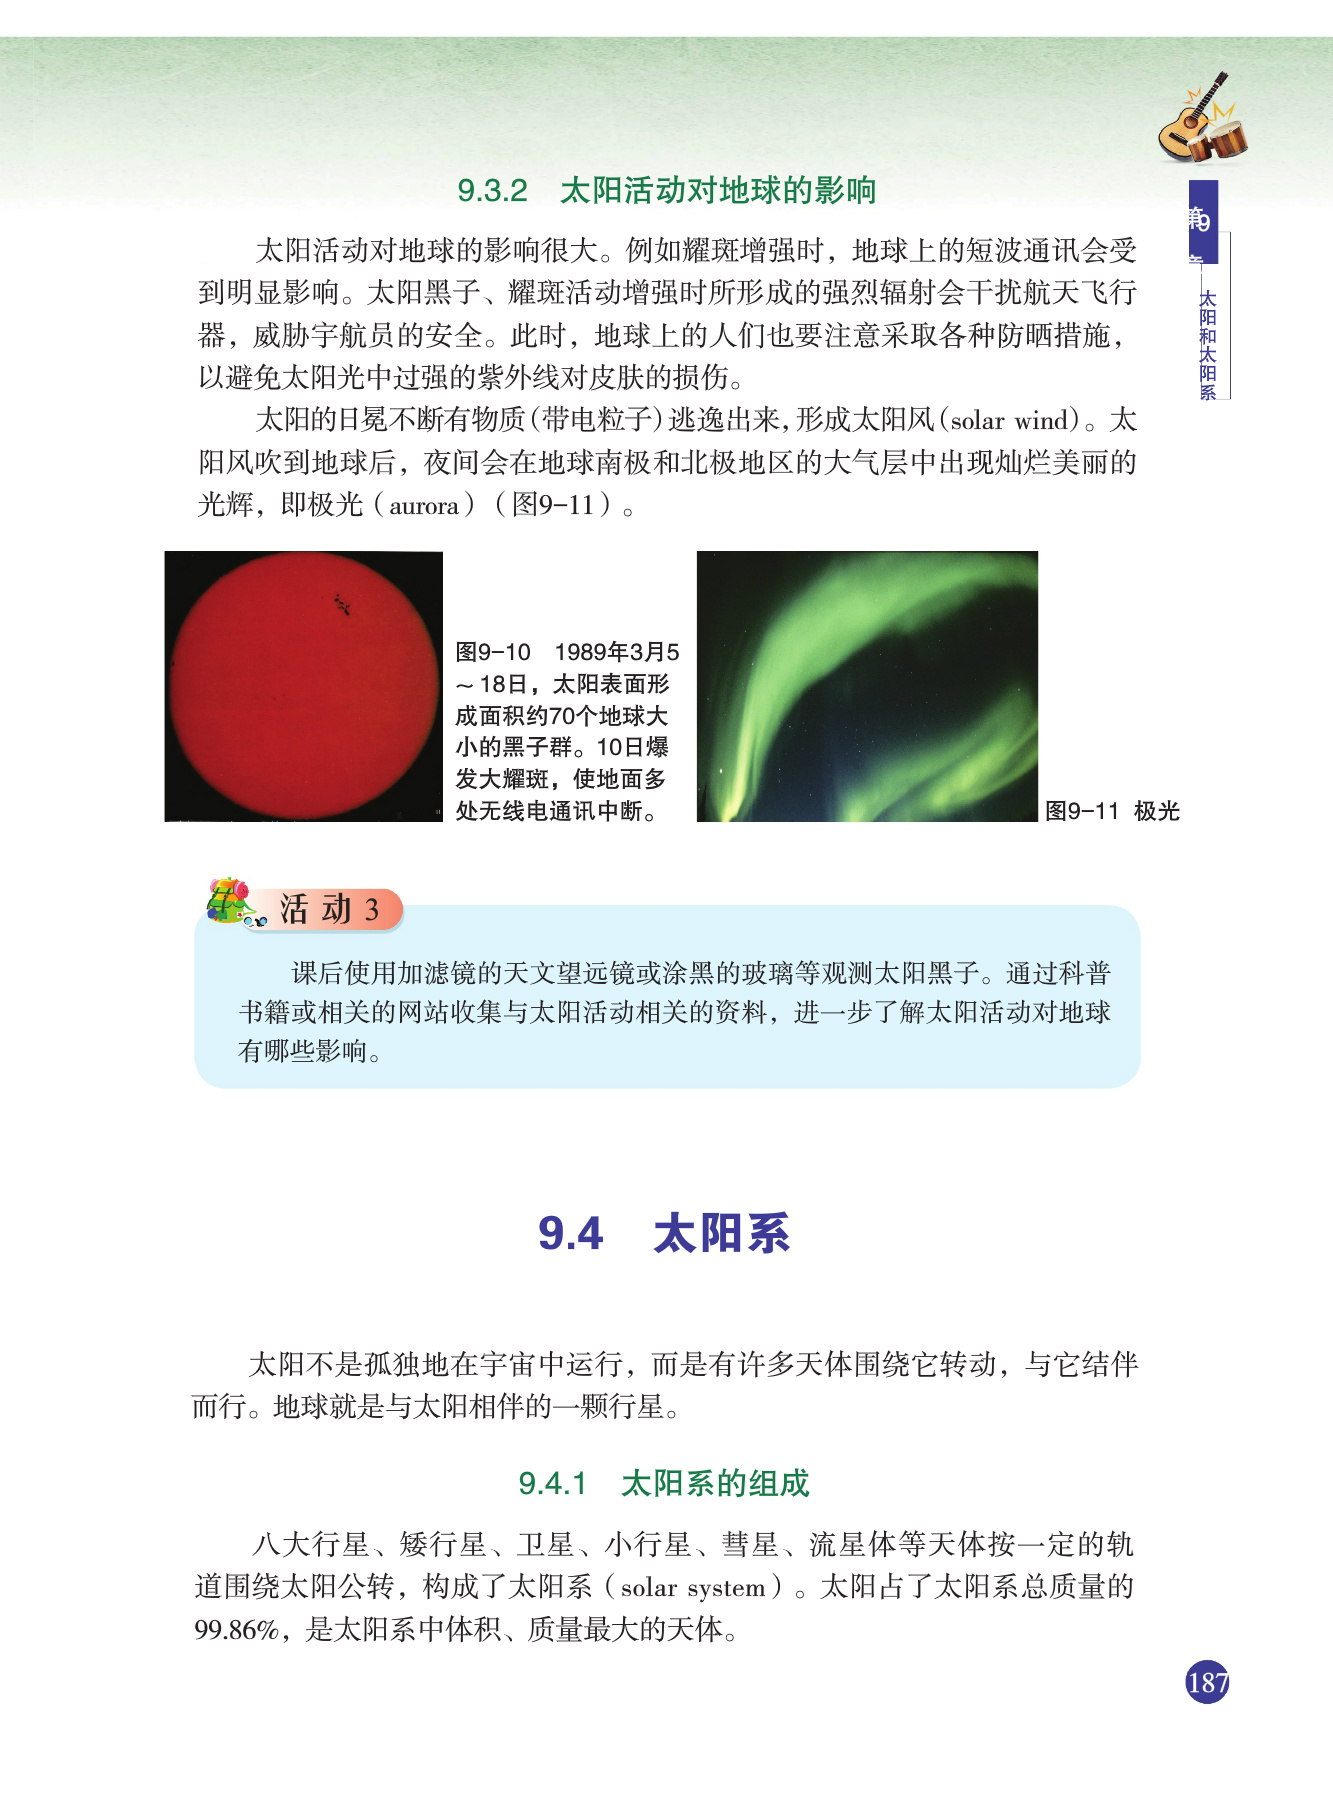 9.3.2 太阳活动对地球的影响
太阳活动对地球的影响很大。例如耀斑增强时，地球上的短波通讯会受
到明显影响。太阳黑子、耀斑活动增强时所形成的强烈辐射会干扰航天飞行
器，威胁宇航员的安全。此时，地球上的人们也要注意采取各种防晒措施，
以避免太阳光中过强的紫外线对皮肤的损伤。
太阳的日冕不断有物质（带电粒子）逃逸出来，形成太阳风（solar wind）。太
阳风吹到地球后，夜间会在地球南极和北极地区的大气层中出现灿烂美丽的
光辉，即极光（aurora）（图9-11）。
图9-10 1989年3月5
～18日，太阳表面形
成面积约70个地球大
小的黑子群。10日爆
发大耀斑，使地面多
处无线电通讯中断。
图9-11 极光
活动3
课后使用加滤镜的天文望远镜或涂黑的玻璃等观测太阳黑子。通过科普
书籍或相关的网站收集与太阳活动相关的资料，进一步了解太阳活动对地球
有哪些影响。
9.4 太阳系
太阳不是孤独地在宇宙中运行，而是有许多天体围绕它转动，与它结伴
而行。地球就是与太阳相伴的一颗行星。
9.4.1 太阳系的组成
八大行星、矮行星、卫星、小行星、彗星、流星体等天体按一定的轨
道围绕太阳公转，构成了太阳系（solar system）。太阳占了太阳系总质量的
99.86%，是太阳系中体积、质量最大的天体。
第9章
太阳和太阳系
187